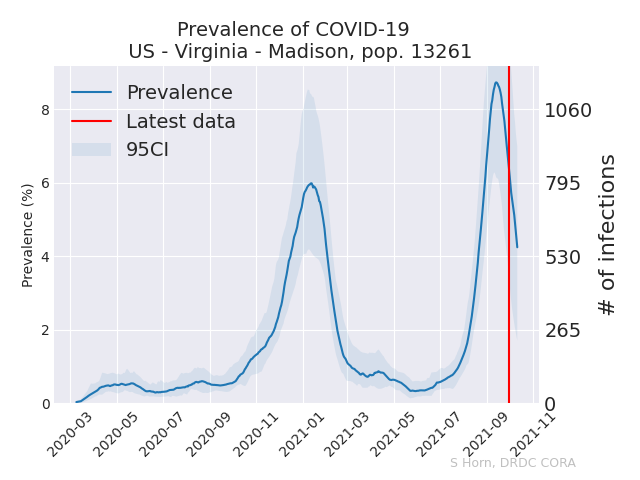 Prevalence of COVID-19
US - Virginia - Madison, pop. 13261
Prevalence
Latest data
95CI
Prevalence (%)
8
6
4
2
0
1060
795
530
265
0
# of infections
2020-03
2020-05
2020-07
2020-09
2020-11
2021-01
2021-03
2021-05
2021-07
2021-09
2021-11
S Horn, DRDC CORA